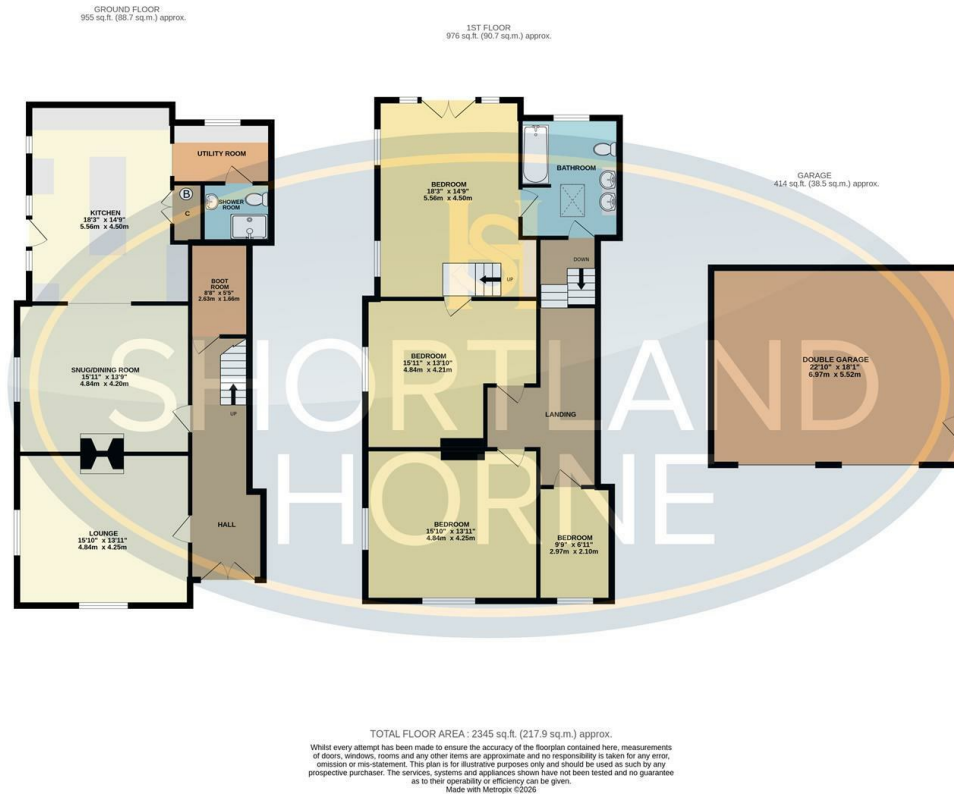 GROUND FLOOR
955 sq.ft. (88.7 sq.m.) approx.
1ST FLOOR
976 sq.ft. (90.7 sq.m.) approx.
GARAGE
414 sq.ft. (38.5 sq.m.) approx.
UTILITY ROOM
B
C
SHOWER
ROOM
KITCHEN
18'3" x 14'9"
5.56m x 4.50m
BOOT
ROOM
8'8" x 5'5"
2.63m x 1.66m
SNUG/DINING ROOM
15'11" x 13'9"
4.84m x 4.20m
UP
LOUNGE
15'10" x 13'11"
4.84m x 4.25m
HALL
BEDROOM
18'3" x 14'9"
5.56m x 4.50m
BATHROOM
UP
DOWN
BEDROOM
15'11" x 13'10"
4.84m x 4.21m
LANDING
BEDROOM
15'10" x 13'11"
4.84m x 4.25m
BEDROOM
9'9" x 6'11"
2.97m x 2.10m
DOUBLE GARAGE
22'10" x 18'1"
6.97m x 5.52m
SHORTLAND
HORNE
TOTAL FLOOR AREA : 2345 sq.ft. (217.9 sq.m.) approx.
Whilst every attempt has been made to ensure the accuracy of the floorplan contained here, measurements
of doors, windows, rooms and any other items are approximate and no responsibility is taken for any error,
omission or mis-statement. This plan is for illustrative purposes only and should be used as such by any
prospective purchaser. The services, systems and appliances shown have not been tested and no guarantee
as to their operability or efficiency can be given.
Made with Metropix ©2026